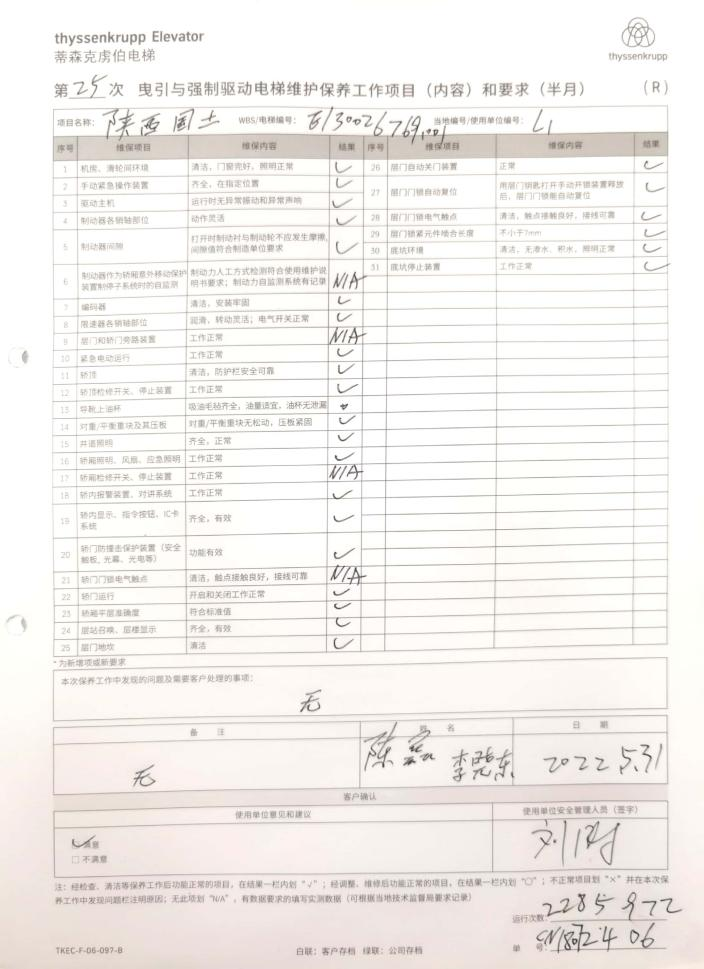 thyssenkrupp Elevator
蒂森克虏伯电梯
thyssenkrupp
第25次 曳引与强制驱动电梯维护保养工作项目（内容）和要求（半月） （R）
项目名称： 陕西国土 WBS/电梯编号： 当地编号/使用单位编号： L1
序号 维保项目 维保内容 结果 序号 维保项目 维保内容 结果
1 机房、滑轮间环境 清洁，门窗完好，照明正常 ✓ 26 层门自动关门装置 正常 ✓
2 手动紧急操作装置 齐全，在指定位置 ✓ 27 层门门锁自动复位 用层门钥匙打开手动开锁装置释放后，层门门锁能自动复位 ✓
3 驱动主机 运行时无异常振动和异常声响 ✓
4 制动器各销轴部位 动作灵活 ✓ 28 层门门锁电气触点 清洁，触点接触良好，接线可靠 ✓
5 制动器间隙 打开时制动衬与制动轮不应发生摩擦，间隙值符合制造单位要求 ✓ 29 层门锁紧元件啮合长度 不小于7mm ✓
30 底坑环境 清洁，无渗水、积水，照明正常 ✓
31 底坑停止装置 工作正常 ✓
6 制动器作为轿厢意外移动保护装置制停子系统时的自监测 制动力人工方式检测符合使用维护说明书要求；制动力自监测系统有记录 N/A
7 编码器 清洁，安装牢固 ✓
8 限速器各销轴部位 润滑，转动灵活；电气开关正常 ✓
9 层门和轿门旁路装置 工作正常 N/A
10 紧急电动运行 工作正常 ✓
11 轿顶 清洁，防护栏安全可靠 ✓
12 轿顶检修开关、停止装置 工作正常 ✓
13 导靴上油杯 吸油毛毡齐全，油量适宜，油杯无泄漏
14 对重/平衡重块及其压板 对重/平衡重块无松动，压板紧固 ✓
15 井道照明 齐全，正常 ✓
16 轿厢照明、风扇、应急照明 工作正常 ✓
17 轿厢检修开关、停止装置 工作正常 N/A
18 轿内报警装置、对讲系统 工作正常 ✓
19 轿内显示、指令按钮、IC卡系统 齐全，有效 ✓
20 轿门防撞击保护装置（安全触板，光幕、光电等） 功能有效 ✓
21 轿门门锁电气触点 清洁，触点接触良好，接线可靠 N/A
22 轿门运行 开启和关闭工作正常 ✓
23 轿厢平层准确度 符合标准值 ✓
24 层站召唤、层楼显示 齐全，有效 ✓
25 层门地坎 清洁 ✓
* 为新增项或新要求
本次保养工作中发现的问题及需要客户处理的事项：
无
备 注 姓 名 日 期
无 李晓东 2022 5.31
客户确认
使用单位意见和建议 使用单位安全管理人员（签字）
✓ 满意
□ 不满意
注：经检查、清洁等保养工作后功能正常的项目，在结果一栏内划“√”；经调整、维修后功能正常的项目，在结果一栏内划“○”；不正常项目划“×”并在本次保
养工作中发现问题栏注明原因；无此项划“N/A”，有数据要求的填写实测数据（可根据当地技术监督局要求记录）
运行次数： 2285972
单 号：
TKEC-F-06-097-B 白联：客户存档 绿联：公司存档